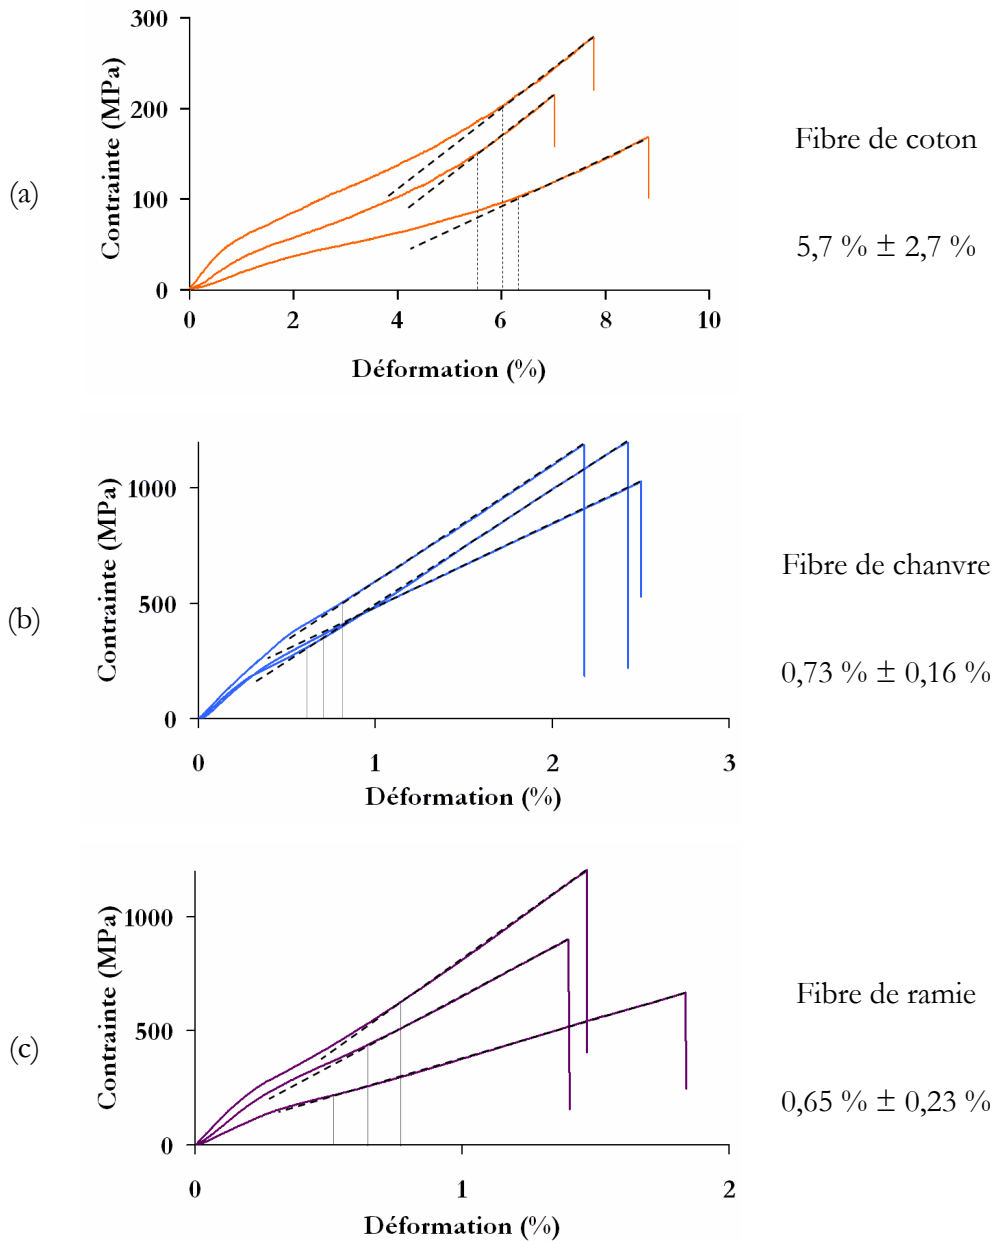 (a)
Contrainte (MPa)
300
200
100
0
0 2 4 6 8 10
Déformation (%)
Fibre de coton
5,7 % ± 2,7 %
(b)
Contrainte (MPa)
1000
500
0
0 1 2 3
Déformation (%)
Fibre de chanvre
0,73 % ± 0,16 %
(c)
Contrainte (MPa)
1000
500
0
0 1 2
Déformation (%)
Fibre de ramie
0,65 % ± 0,23 %